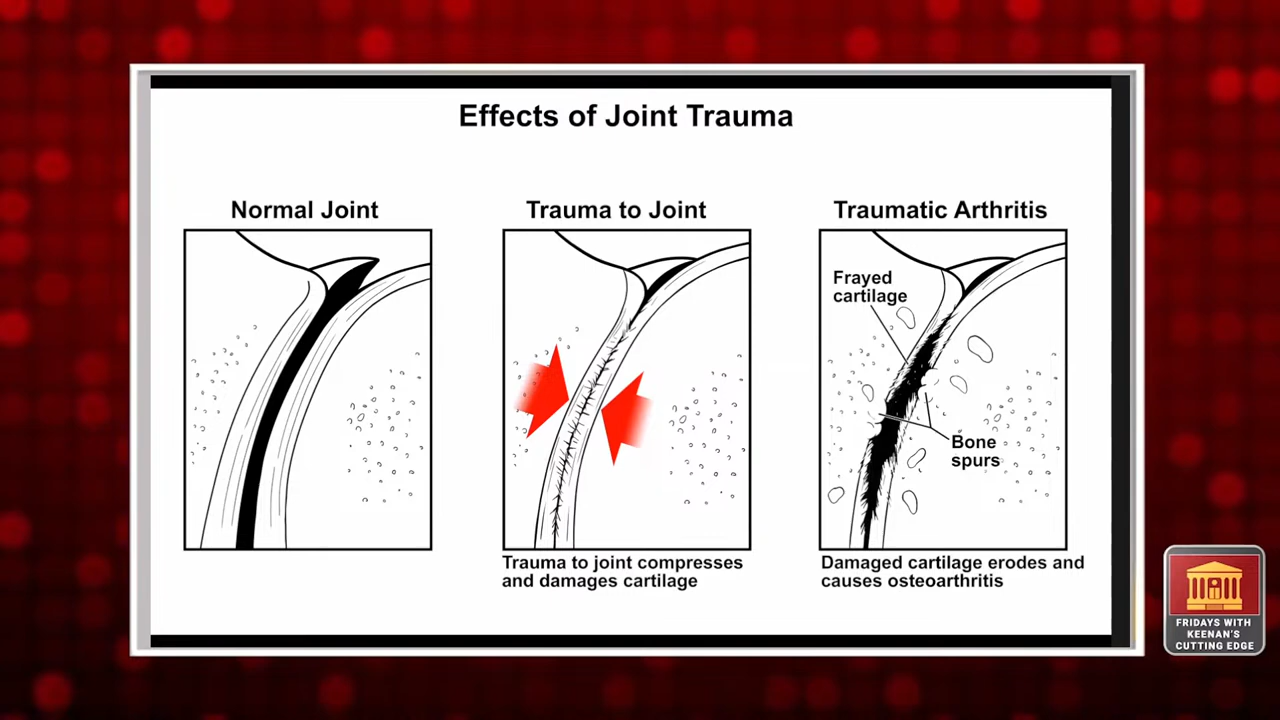 Effects of Joint Trauma
Normal Joint
Trauma to Joint
Trauma to joint compresses
and damages cartilage
Traumatic Arthritis
Frayed
cartilage
Bone
spurs
Damaged cartilage erodes and
causes osteoarthritis
FRIDAYS WITH
KEENAN'S
CUTTING EDGE